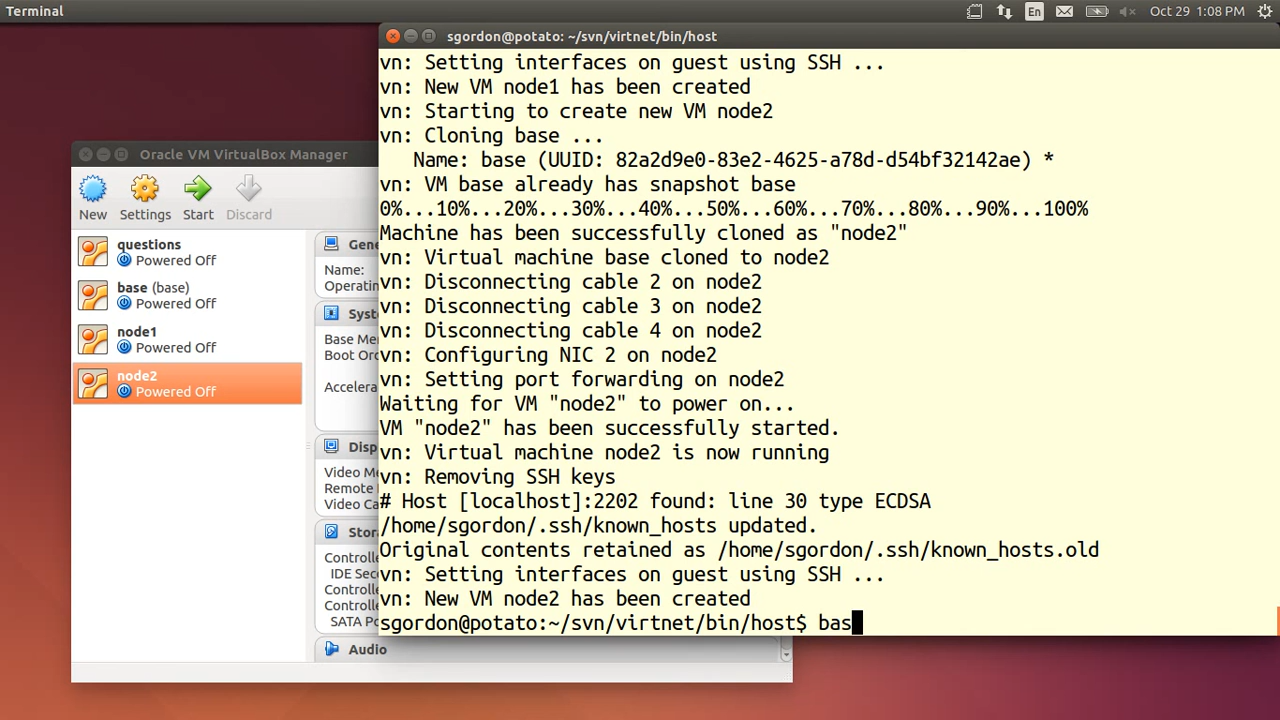 Terminal
En
Oct 29 1:08 PM
sgordon@potato: ~/svn/virtnet/bin/host
vn: Setting interfaces on guest using SSH ...
vn: New VM node1 has been created
vn: Starting to create new VM node2
vn: Cloning base ...
Name: base (UUID: 82a2d9e0-83e2-4625-a78d-d54bf32142ae) *
vn: VM base already has snapshot base
0%...10%...20%...30%...40%...50%...60%...70%...80%...90%...100%
Machine has been successfully cloned as "node2"
vn: Virtual machine base cloned to node2
vn: Disconnecting cable 2 on node2
vn: Disconnecting cable 3 on node2
vn: Disconnecting cable 4 on node2
vn: Configuring NIC 2 on node2
vn: Setting port forwarding on node2
Waiting for VM "node2" to power on...
VM "node2" has been successfully started.
vn: Virtual machine node2 is now running
vn: Removing SSH keys
# Host [localhost]:2202 found: line 30 type ECDSA
/home/sgordon/.ssh/known_hosts updated.
Original contents retained as /home/sgordon/.ssh/known_hosts.old
vn: Setting interfaces on guest using SSH ...
vn: New VM node2 has been created
sgordon@potato:~/svn/virtnet/bin/host$ bas
Oracle VM VirtualBox Manager
New Settings Start Discard
questions
Powered Off
base (base)
Powered Off
node1
Powered Off
node2
Powered Off
Gene
Name:
Operatin
Syst
Base Mem
Boot Ord
Accelera
Disp
Video Me
Remote
Video Ca
Stor
Controlle
IDE Seco
Controlle
Controlle
SATA Po
Audio